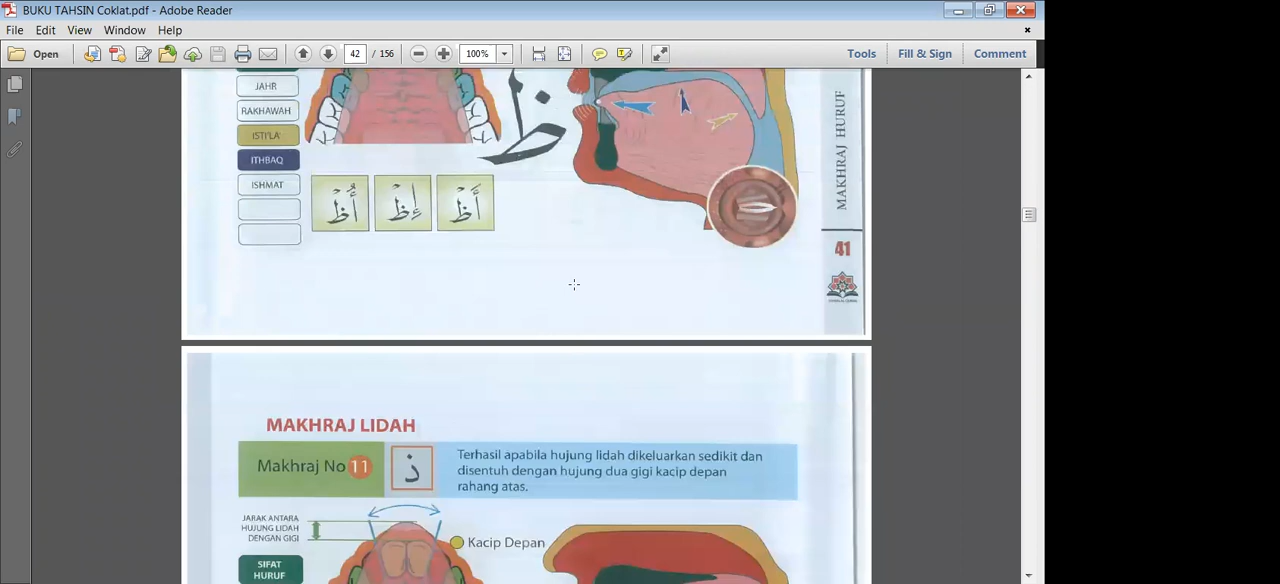 BUKU TAHSIN Coklat.pdf - Adobe Reader
File Edit View Window Help
Open 42 / 156 100% Tools Fill & Sign Comment
JAHR
RAKHAWAH
ISTI'LA'
ITHBAQ
ISHMAT
ظ
أُظْ إِظْ أَظْ
MAKHRAJ HURUF
41
MAKHRAJ LIDAH
Makhraj No 11
ذ
Terhasil apabila hujung lidah dikeluarkan sedikit dan
disentuh dengan hujung dua gigi kacip depan
rahang atas.
JARAK ANTARA
HUJUNG LIDAH
DENGAN GIGI
Kacip Depan
SIFAT
HURUF